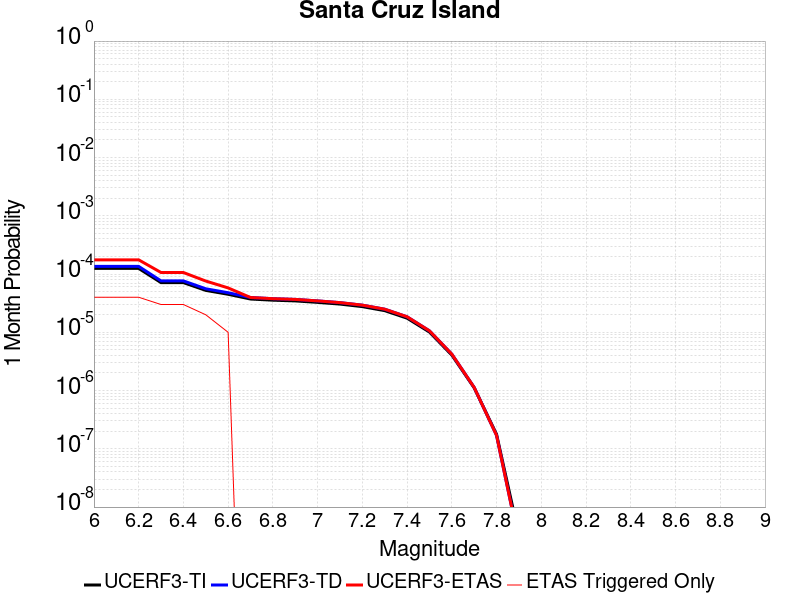 Santa Cruz Island
10^0
10^-1
10^-2
10^-3
10^-4
10^-5
10^-6
10^-7
10^-8
1 Month Probability
6 6.2 6.4 6.6 6.8 7 7.2 7.4 7.6 7.8 8 8.2 8.4 8.6 8.8 9
Magnitude
UCERF3-TI UCERF3-TD UCERF3-ETAS ETAS Triggered Only